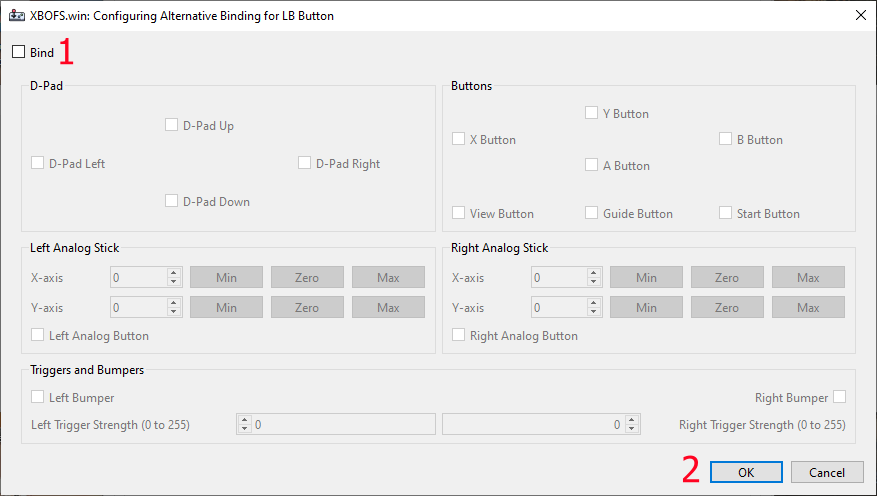 XBOFS.win: Configuring Alternative Binding for LB Button
Bind 1
D-Pad
D-Pad Up
D-Pad Left
D-Pad Right
D-Pad Down
Buttons
Y Button
X Button
B Button
A Button
View Button
Guide Button
Start Button
Left Analog Stick
X-axis 0 Min Zero Max
Y-axis 0 Min Zero Max
Left Analog Button
Right Analog Stick
X-axis 0 Min Zero Max
Y-axis 0 Min Zero Max
Right Analog Button
Triggers and Bumpers
Left Bumper
Right Bumper
Left Trigger Strength (0 to 255) 0
0 Right Trigger Strength (0 to 255)
2 OK Cancel